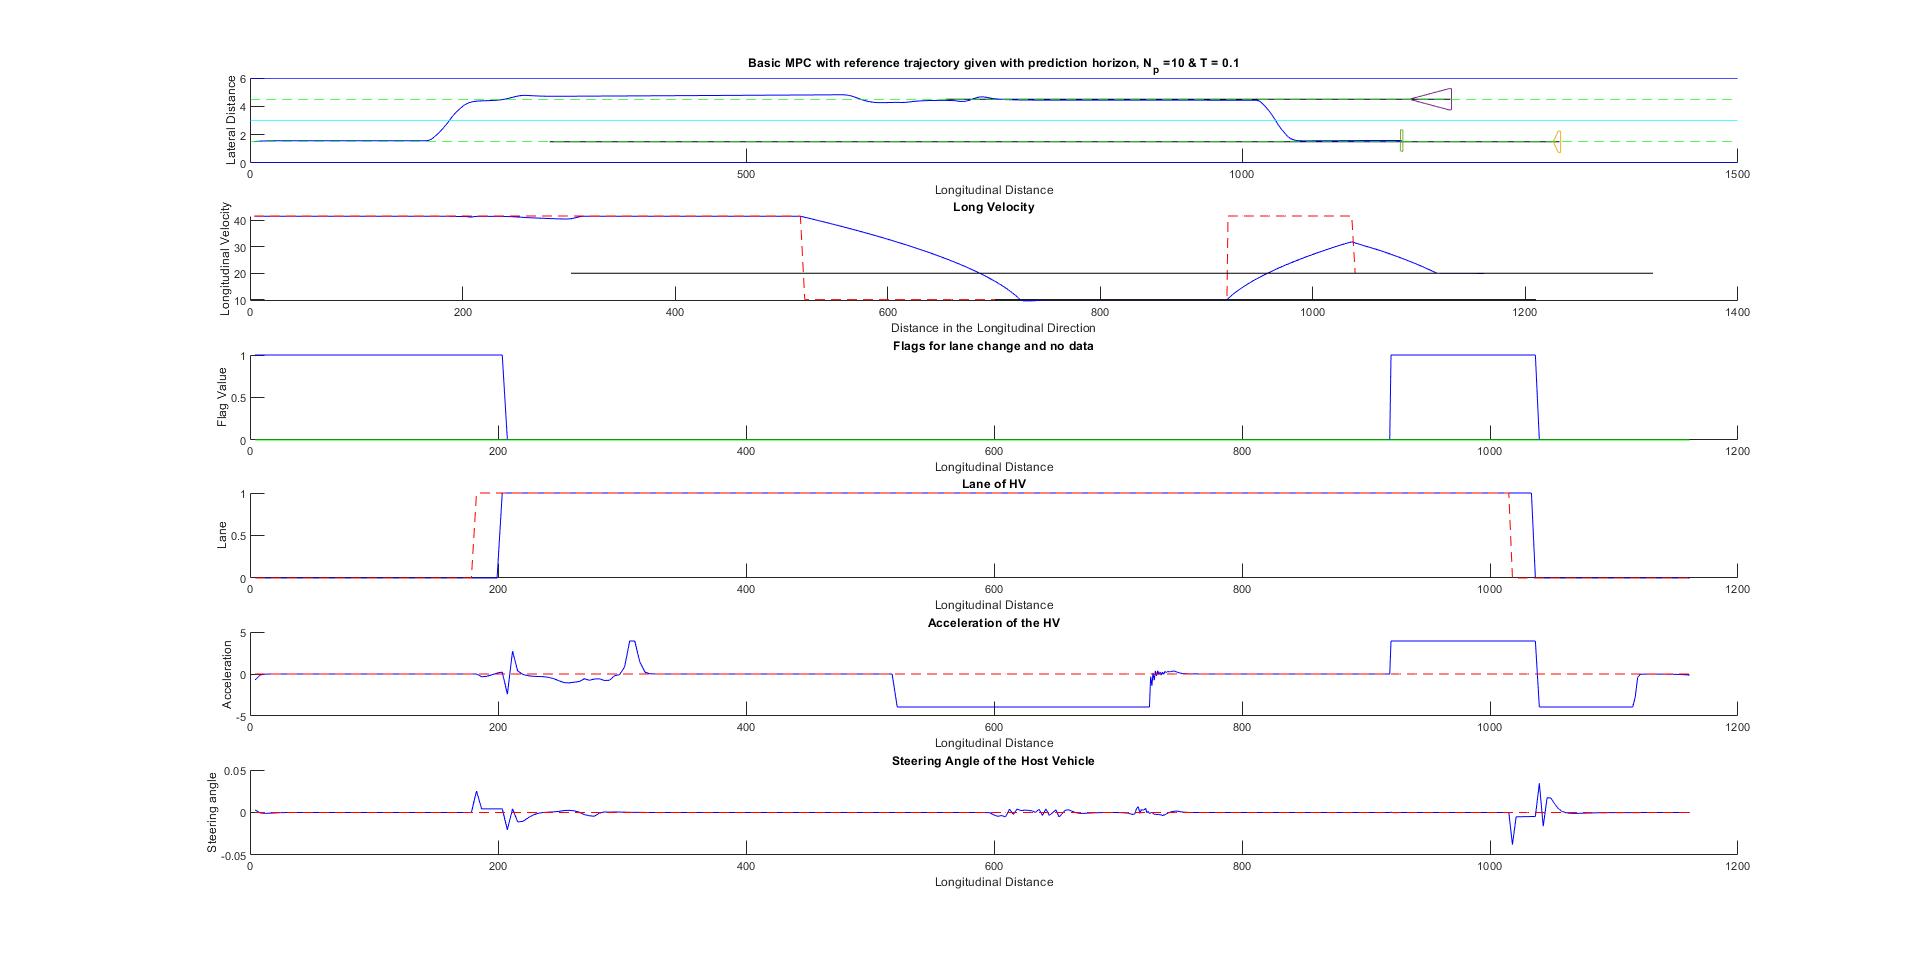 Basic MPC with reference trajectory given with prediction horizon, Np =10 & T = 0.1
Lateral Distance
6
4
2
0
0 500 1000 1500
Longitudinal Distance
Long Velocity
Longitudinal Velocity
40
30
20
10
0 200 400 600 800 1000 1200 1400
Distance in the Longitudinal Direction
Flags for lane change and no data
Flag Value
1
0.5
0
0 200 400 600 800 1000 1200
Longitudinal Distance
Lane of HV
Lane
1
0.5
0
0 200 400 600 800 1000 1200
Longitudinal Distance
Acceleration of the HV
Acceleration
5
0
-5
0 200 400 600 800 1000 1200
Longitudinal Distance
Steering Angle of the Host Vehicle
Steering angle
0.05
0
-0.05
0 200 400 600 800 1000 1200
Longitudinal Distance